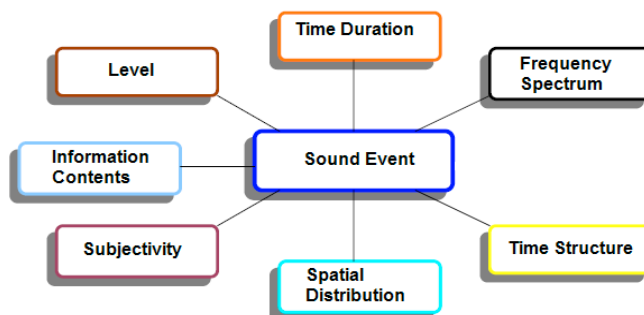 Time Duration
Level
Frequency
Spectrum
Information
Contents
Sound Event
Subjectivity
Time Structure
Spatial
Distribution